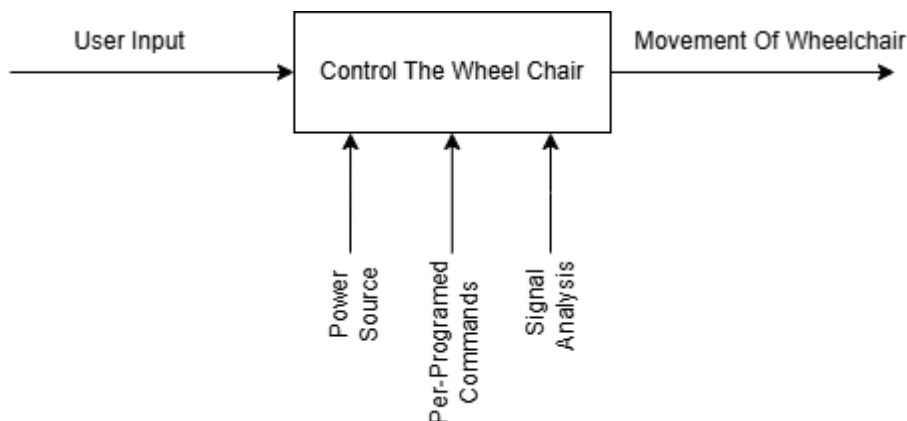 User Input
Control The Wheel Chair
Movement Of Wheelchair
Power
Source
Per-Programed
Commands
Signal
Analysis